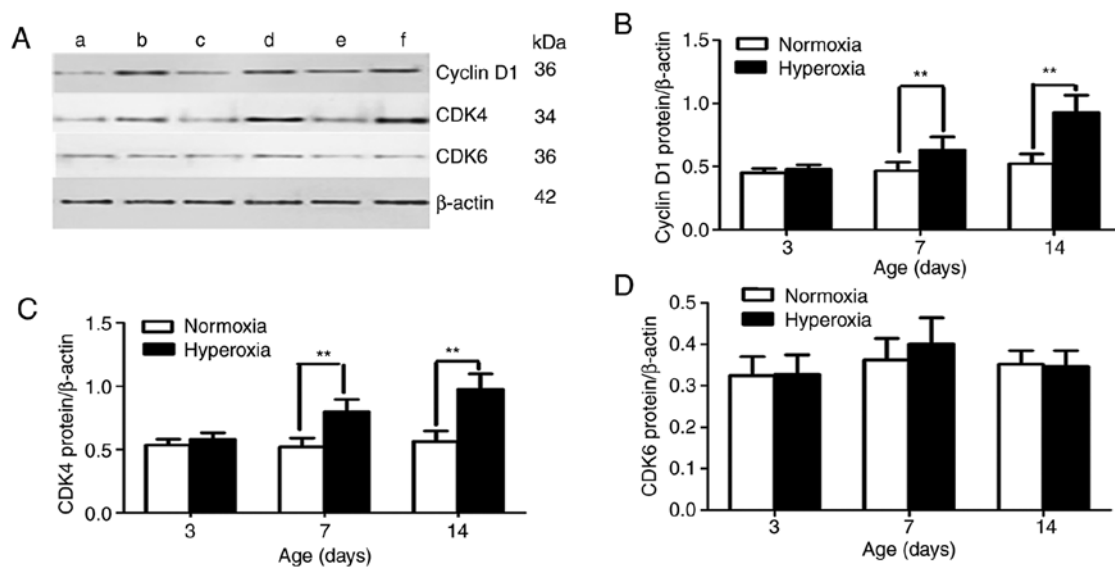 A
a b c d e f kDa
Cyclin D1 36
CDK4 34
CDK6 36
β-actin 42
B
Normoxia
Hyperoxia
** **
Cyclin D1 protein/β-actin
1.5
1.0
0.5
0.0
3 7 14
Age (days)
C
Normoxia
Hyperoxia
** **
CDK4 protein/β-actin
1.5
1.0
0.5
0.0
3 7 14
Age (days)
D
Normoxia
Hyperoxia
CDK6 protein/β-actin
0.5
0.4
0.3
0.2
0.1
0.0
3 7 14
Age (days)